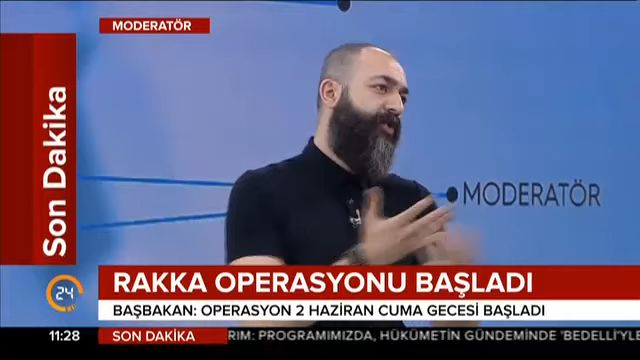 MODERATÖR
Son Dakika
MODERATÖR
24
RAKKA OPERASYONU BAŞLADI
BAŞBAKAN: OPERASYON 2 HAZİRAN CUMA GECESİ BAŞLADI
11:28 SON DAKİKA RIM: PROGRAMIMIZDA, HÜKÜMETİN GÜNDEMİNDE 'BEDELLİ'YLE